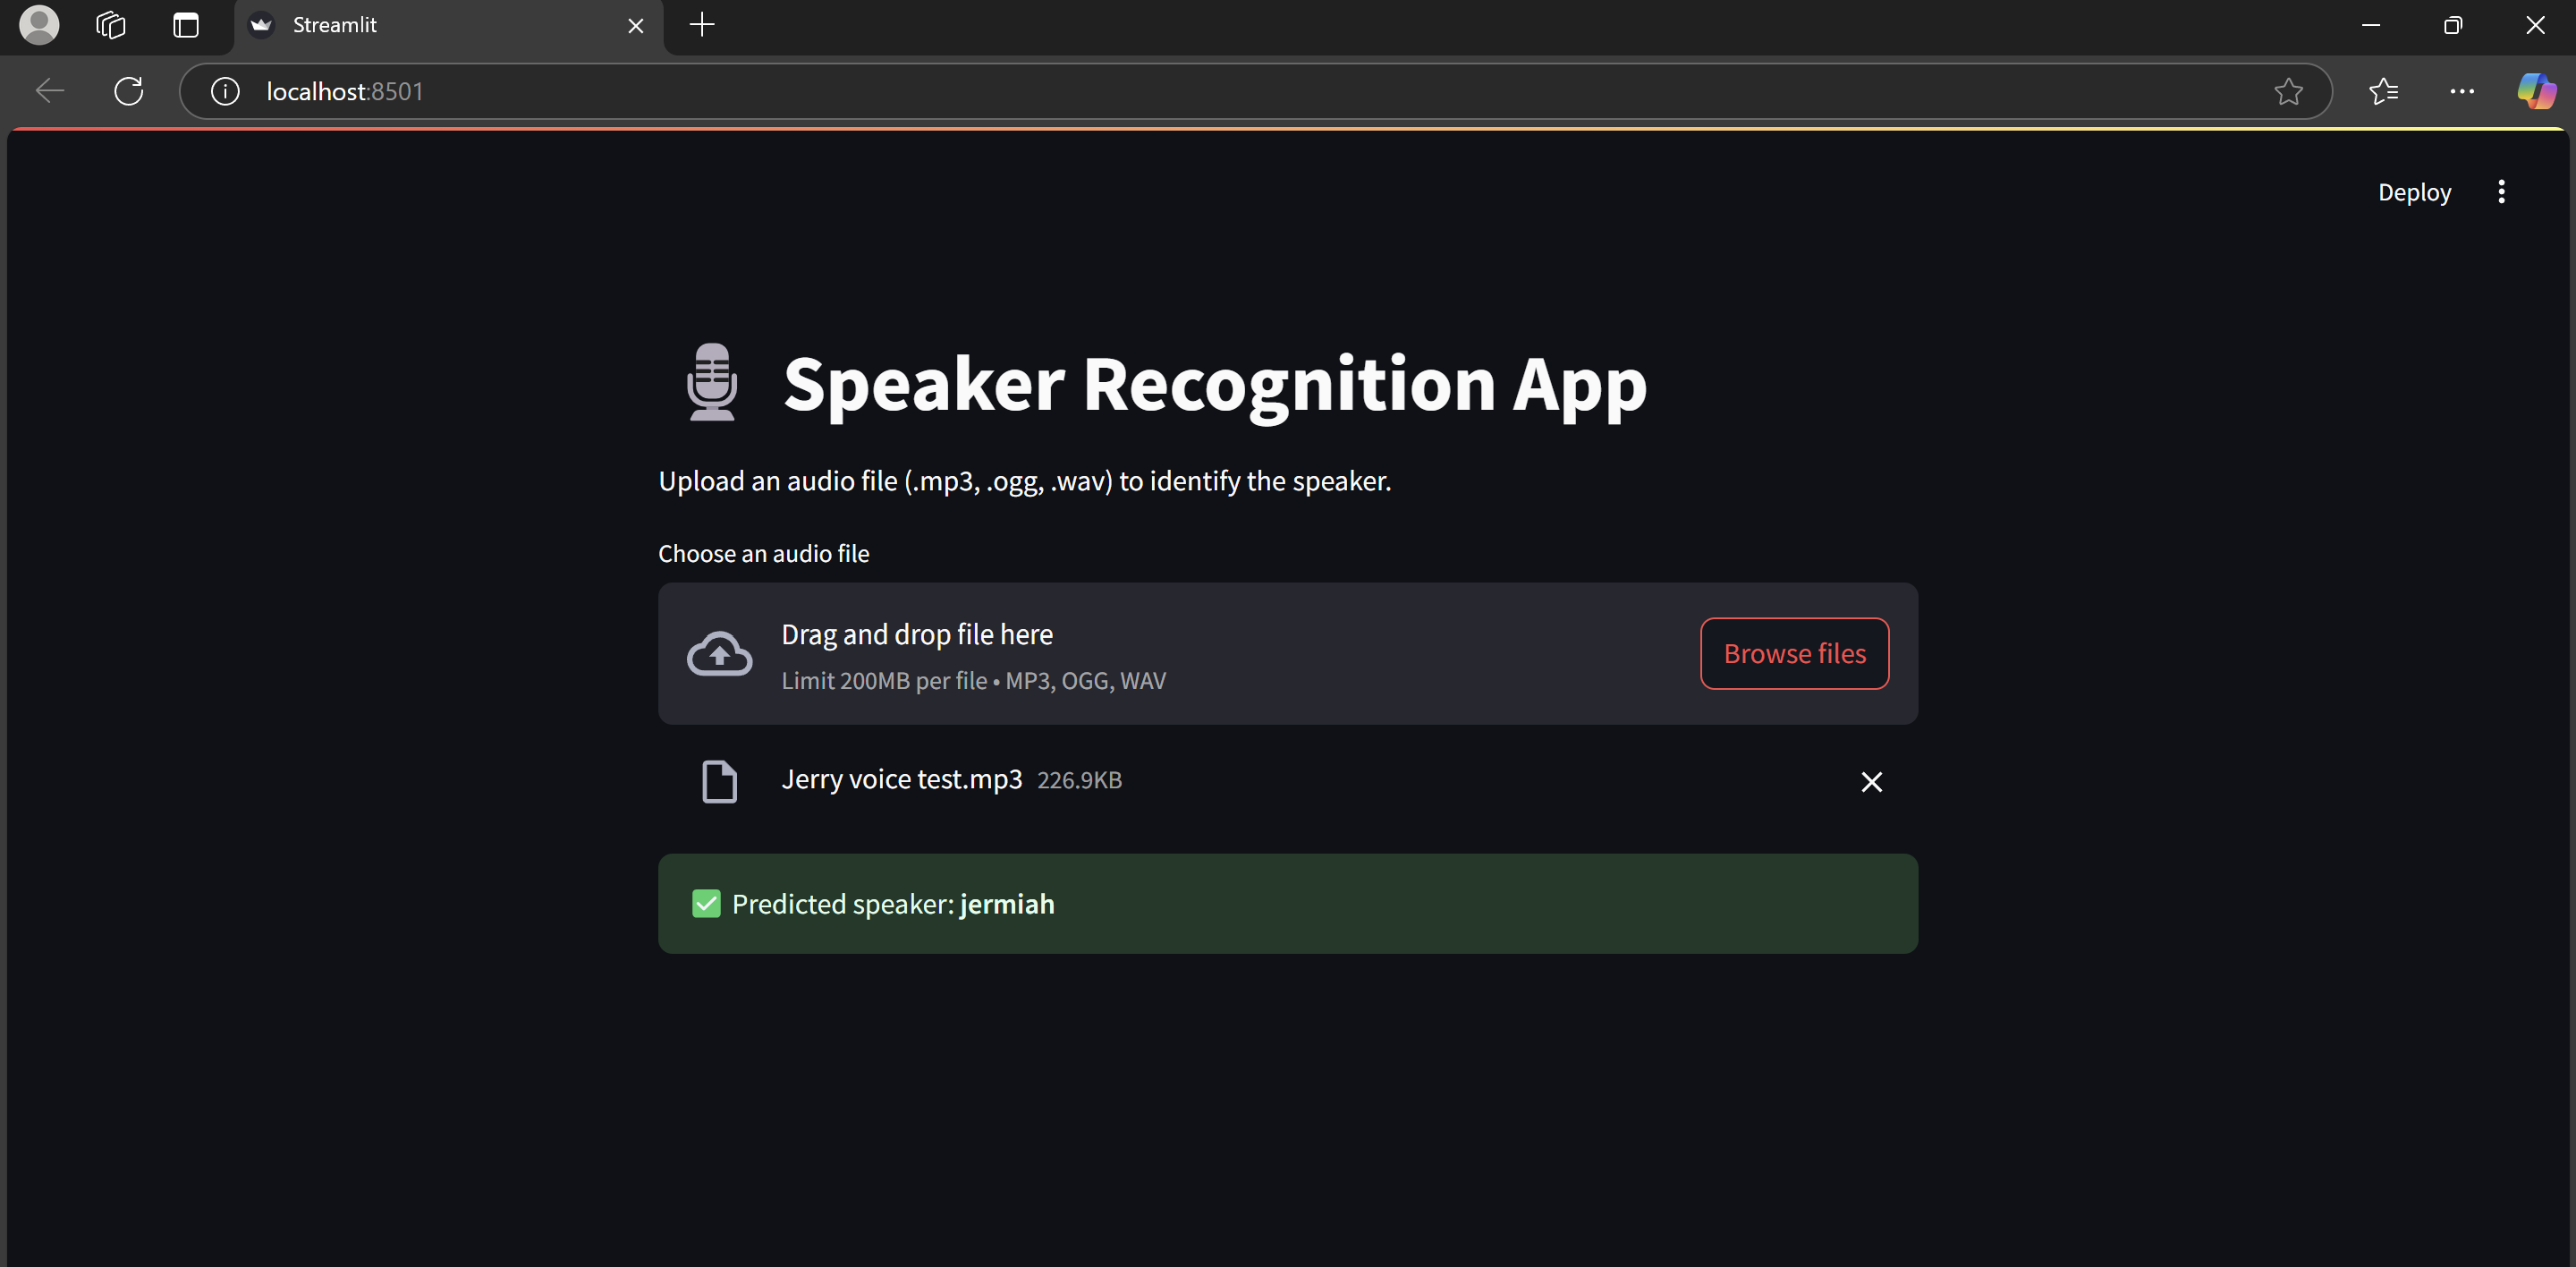 Streamlit
localhost:8501
Deploy
Speaker Recognition App
Upload an audio file (.mp3, .ogg, .wav) to identify the speaker.
Choose an audio file
Drag and drop file here
Limit 200MB per file • MP3, OGG, WAV
Browse files
Jerry voice test.mp3 226.9KB
Predicted speaker: jermiah